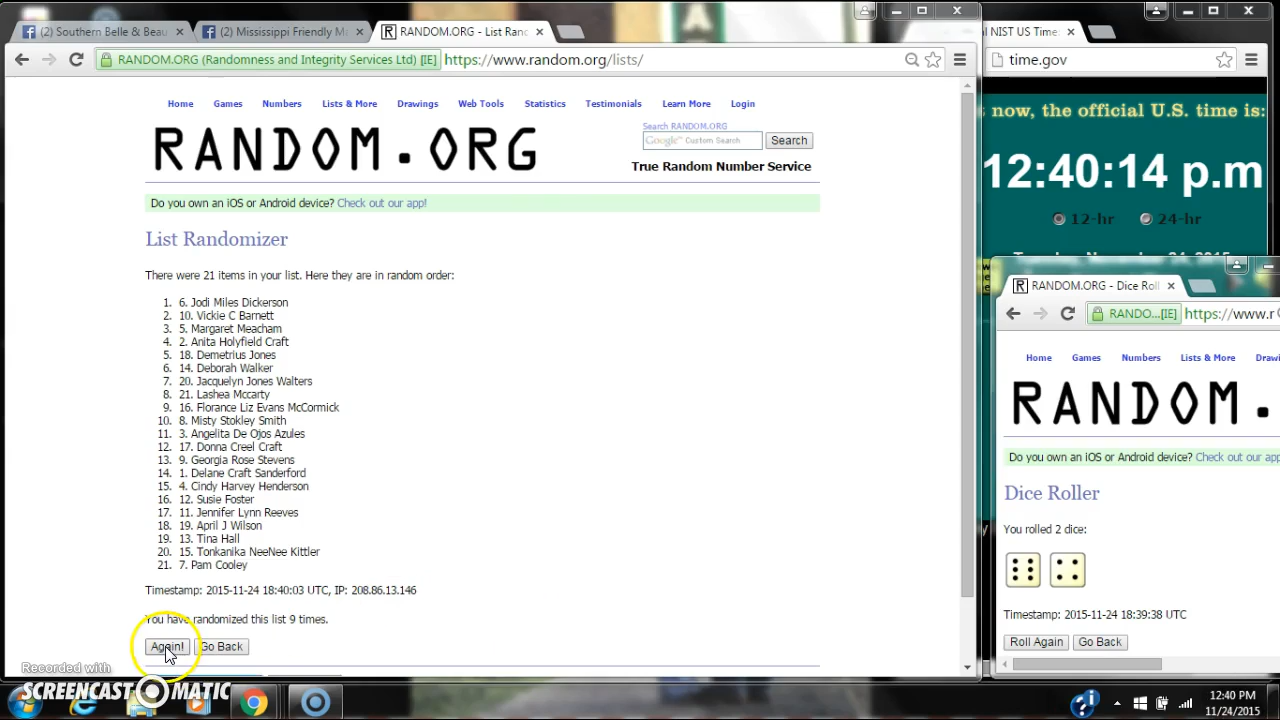 (2) Southern Belle & Beau
(2) Mississippi Friendly M
RANDOM.ORG - List Ran
NIST US Time
RANDOM.ORG (Randomness and Integrity Services Ltd) [IE]
https://www.random.org/lists/
time.gov
Home Games Numbers Lists & More Drawings Web Tools Statistics Testimonials Learn More Login
RANDOM.ORG
Search RANDOM.ORG
Google™ Custom Search
Search
True Random Number Service
Do you own an iOS or Android device? Check out our app!
List Randomizer
There were 21 items in your list. Here they are in random order:
1. 6. Jodi Miles Dickerson
2. 10. Vickie C Barnett
3. 5. Margaret Meacham
4. 2. Anita Holyfield Craft
5. 18. Demetrius Jones
6. 14. Deborah Walker
7. 20. Jacquelyn Jones Walters
8. 21. Lashea Mccarty
9. 16. Florance Liz Evans McCormick
10. 8. Misty Stokley Smith
11. 3. Angelita De Ojos Azules
12. 17. Donna Creel Craft
13. 9. Georgia Rose Stevens
14. 1. Delane Craft Sanderford
15. 4. Cindy Harvey Henderson
16. 12. Susie Foster
17. 11. Jennifer Lynn Reeves
18. 19. April J Wilson
19. 13. Tina Hall
20. 15. Tonkanika NeeNee Kittler
21. 7. Pam Cooley
Timestamp: 2015-11-24 18:40:03 UTC, IP: 208.86.13.146
You have randomized this list 9 times.
Again! Go Back
now, the official U.S. time is:
12:40:14 p.m
12-hr 24-hr
RANDOM.ORG - Dice Roll
RANDO...[IE]
https://www.r
Home Games Numbers Lists & More Drawi
RANDOM.
Do you own an iOS or Android device? Check out our app
Dice Roller
You rolled 2 dice:
Timestamp: 2015-11-24 18:39:38 UTC
Roll Again Go Back
Recorded with
SCREENCAST-O-MATIC
12:40 PM
11/24/2015